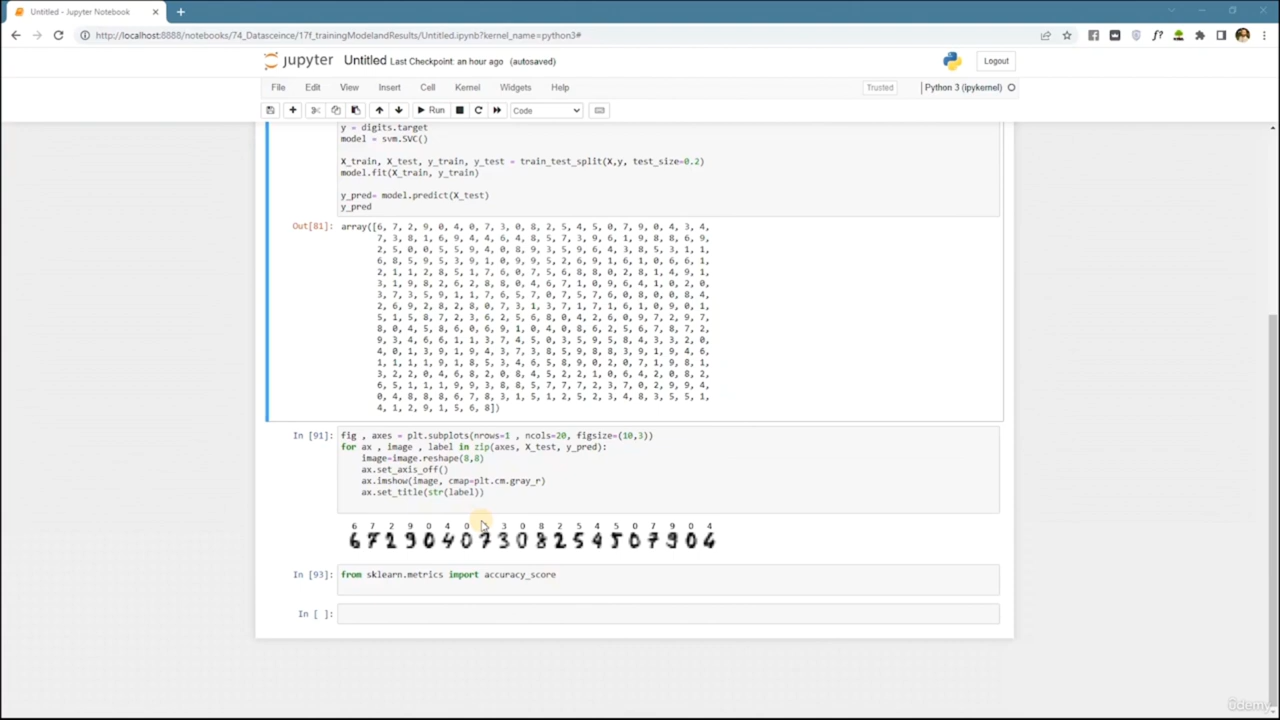 Untitled - Jupyter Notebook
http://localhost:8888/notebooks/74_Datasceince/17f_trainingModelandResults/Untitled.ipynb?kernel_name=python3#
jupyter Untitled Last Checkpoint: an hour ago (autosaved) Logout
File Edit View Insert Cell Kernel Widgets Help Trusted Python 3 (ipykernel)
Run Code
y = digits.target
model = svm.SVC()
X_train, X_test, y_train, y_test = train_test_split(X,y, test_size=0.2)
model.fit(X_train, y_train)
y_pred= model.predict(X_test)
y_pred
Out[81]: array([6, 7, 2, 9, 0, 4, 0, 7, 3, 0, 8, 2, 5, 4, 5, 0, 7, 9, 0, 4, 3, 4,
7, 3, 8, 1, 6, 9, 4, 4, 6, 4, 8, 5, 7, 3, 9, 6, 1, 9, 8, 8, 6, 9,
2, 5, 0, 0, 5, 5, 9, 4, 0, 8, 9, 3, 5, 9, 6, 4, 3, 8, 5, 3, 1, 1,
6, 8, 5, 9, 5, 3, 9, 1, 0, 9, 9, 5, 2, 6, 9, 1, 6, 1, 0, 6, 6, 1,
2, 1, 1, 2, 8, 5, 1, 7, 6, 0, 7, 5, 6, 8, 8, 0, 2, 8, 1, 4, 9, 1,
3, 1, 9, 8, 2, 6, 2, 8, 8, 0, 4, 6, 7, 1, 0, 9, 6, 4, 1, 0, 2, 0,
3, 7, 3, 5, 9, 1, 1, 7, 6, 5, 7, 0, 7, 5, 7, 6, 0, 8, 0, 0, 8, 4,
2, 6, 9, 2, 8, 2, 8, 0, 7, 3, 1, 3, 7, 1, 7, 1, 6, 1, 0, 9, 0, 1,
5, 1, 5, 8, 7, 2, 3, 6, 2, 5, 6, 8, 0, 4, 2, 6, 0, 9, 7, 2, 9, 7,
8, 0, 4, 5, 8, 6, 0, 6, 9, 1, 0, 4, 0, 8, 6, 2, 5, 6, 7, 8, 7, 2,
9, 3, 4, 6, 6, 1, 1, 3, 7, 4, 5, 0, 3, 5, 9, 5, 8, 4, 3, 3, 2, 0,
4, 0, 1, 3, 9, 1, 9, 4, 3, 7, 3, 8, 5, 9, 8, 8, 3, 9, 1, 9, 4, 6,
1, 1, 1, 1, 9, 1, 8, 5, 3, 4, 6, 5, 8, 9, 0, 2, 0, 7, 1, 9, 8, 1,
3, 2, 2, 0, 4, 6, 8, 2, 0, 8, 4, 5, 2, 2, 1, 0, 6, 4, 2, 0, 8, 2,
6, 5, 1, 1, 1, 9, 9, 3, 8, 8, 5, 7, 7, 7, 2, 3, 7, 0, 2, 9, 9, 4,
0, 4, 8, 8, 8, 6, 7, 8, 3, 1, 5, 1, 2, 5, 2, 3, 4, 8, 3, 5, 5, 1,
4, 1, 2, 9, 1, 5, 6, 8])
In [91]: fig , axes = plt.subplots(nrows=1 , ncols=20, figsize=(10,3))
for ax , image , label in zip(axes, X_test, y_pred):
image=image.reshape(8,8)
ax.set_axis_off()
ax.imshow(image, cmap=plt.cm.gray_r)
ax.set_title(str(label))
6 7 2 9 0 4 0 3 0 8 2 5 4 5 0 7 9 0 4
6 7 2 9 0 4 0 7 3 0 8 2 5 4 5 0 7 9 0 4
In [93]: from sklearn.metrics import accuracy_score
In [ ]:
ûdemy